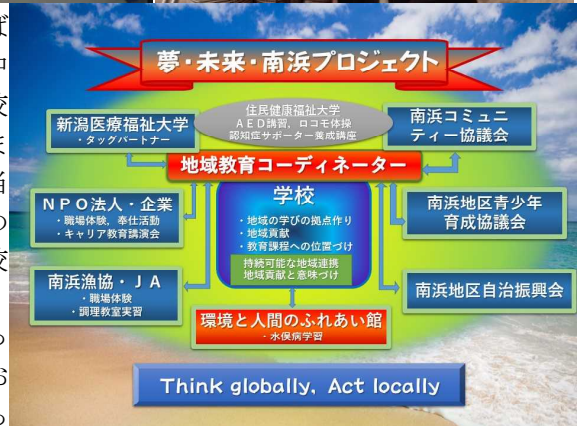 夢・未来・南浜プロジェクト
住民健康福祉大学
AED講習，ロコモ体操
認知症サポーター養成講座
新潟医療福祉大学
・タッグパートナー
南浜コミュニ
ティー協議会
地域教育コーディネーター
NPO法人・企業
・職場体験，奉仕活動
・キャリア教育講演会
学校
・地域の学びの拠点作り
・地域貢献
・教育課程への位置づけ
持続可能な地域連携
地域貢献と意味づけ
南浜地区青少年
育成協議会
南浜漁協・JA
・職場体験
・調理教室実習
南浜地区自治振興会
環境と人間のふれあい館
・水俣病学習
Think globally, Act locally